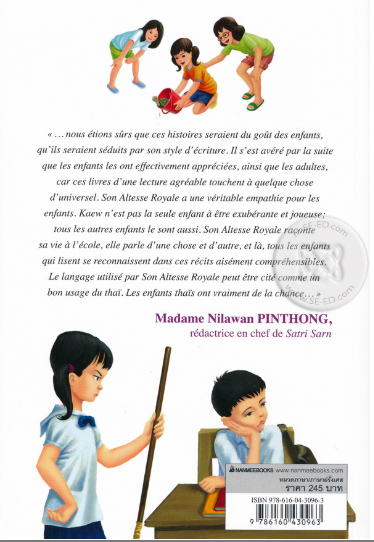 « …nous étions sûrs que ces histoires seraient du goût des enfants,
qu'ils seraient séduits par son style d'écriture. Il s'est avéré par la suite
que les enfants les ont effectivement appréciées, ainsi que les adultes,
car ces livres d'une lecture agréable touchent à quelque chose
d'universel. Son Altesse Royale a une véritable empathie pour les
enfants. Kaew n'est pas la seule enfant à être exubérante et joueuse;
tous les autres enfants le sont aussi. Son Altesse Royale raconte
sa vie à l'école, elle parle d'une chose et d'autre, et là, tous les enfants
qui lisent se reconnaissent dans ces récits aisément compréhensibles.
Le langage utilisé par Son Altesse Royale peut être cité comme un
bon usage du thaï. Les enfants thaïs ont vraiment de la chance… »
Madame Nilawan PINTHONG,
rédactrice en chef de Satri Sarn
NANMEEBOOKS www.nanmeebooks.com
หมวดภาษา/ภาษาฝรั่งเศส
ราคา 245 บาท
ISBN 978-616-04-3096-3
9 786160 430963
WWW.SE-ED.COM